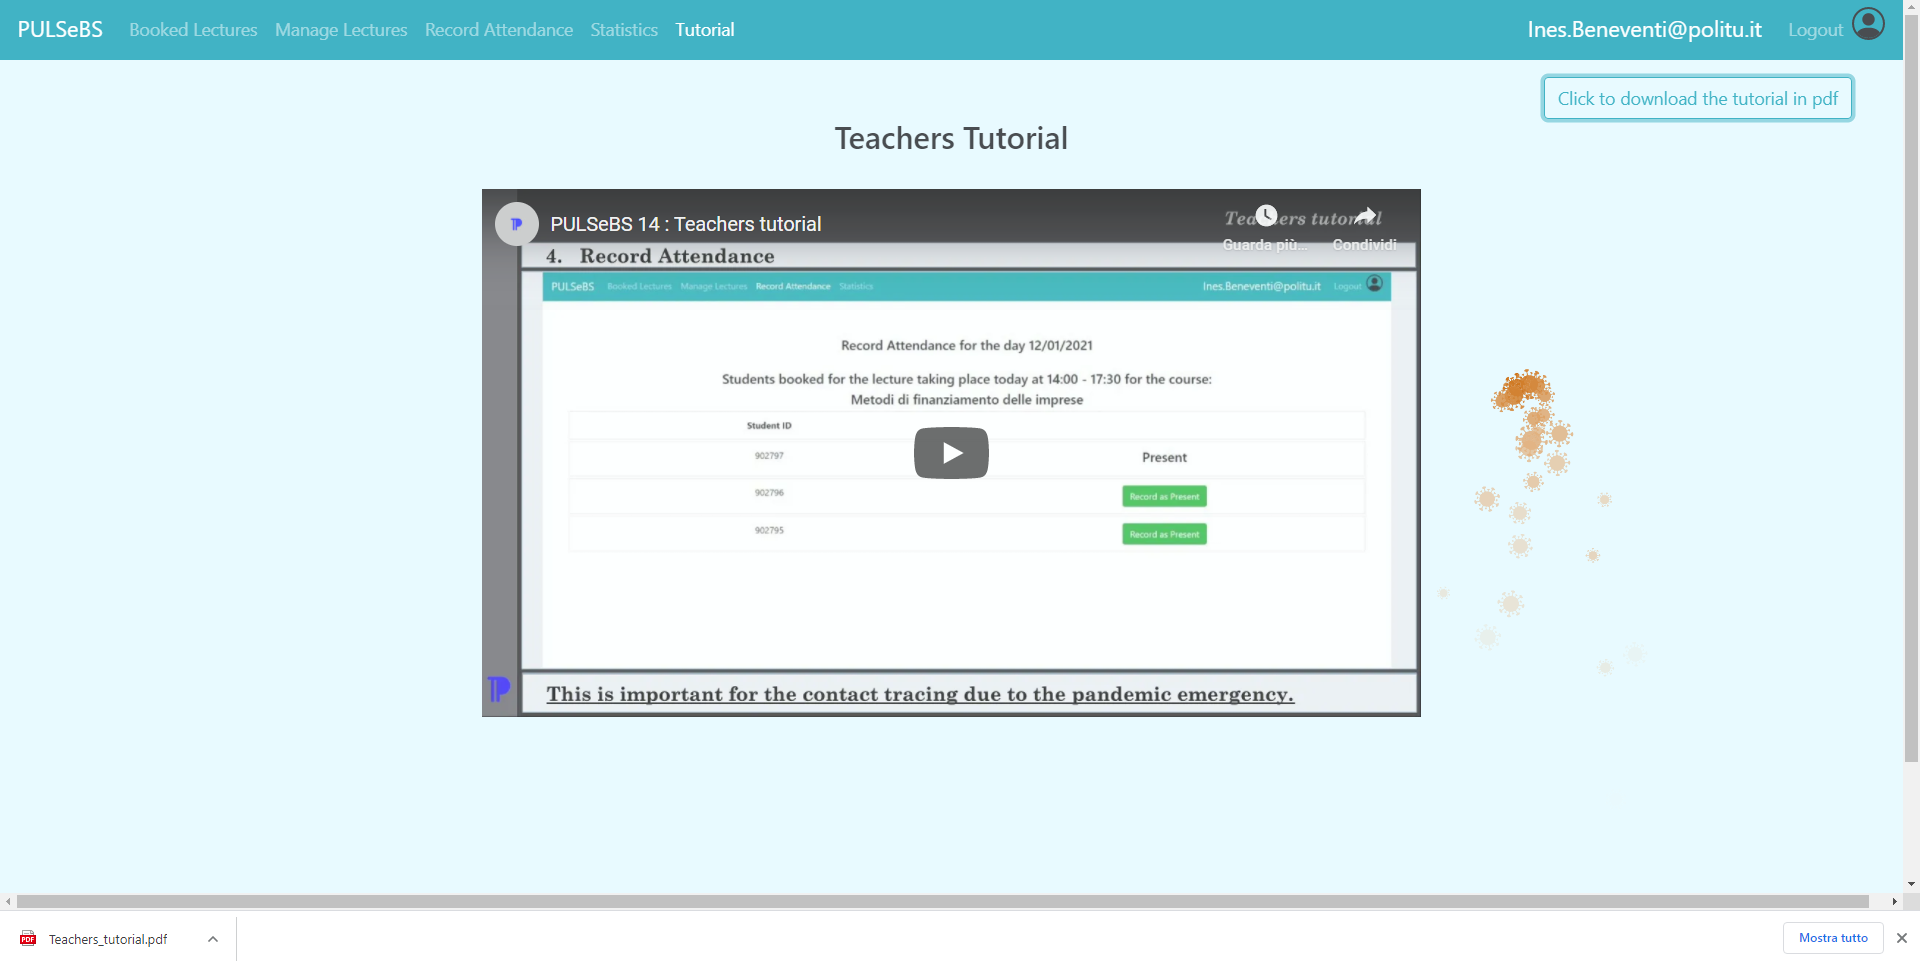 PULSeBS Booked Lectures Manage Lectures Record Attendance Statistics Tutorial Ines.Beneventi@politu.it Logout
Click to download the tutorial in pdf
Teachers Tutorial
PULSeBS 14 : Teachers tutorial
Teachers tutorial
Guarda più... Condividi
4. Record Attendance
PULSeBS Booked Lectures Manage Lectures Record Attendance Statistics Ines.Beneventi@politu.it Logout
Record Attendance for the day 12/01/2021
Students booked for the lecture taking place today at 14:00 - 17:30 for the course:
Metodi di finanziamento delle imprese
Student ID
902797 Present
902796 Record as Present
902795 Record as Present
This is important for the contact tracing due to the pandemic emergency.
Teachers_tutorial.pdf Mostra tutto